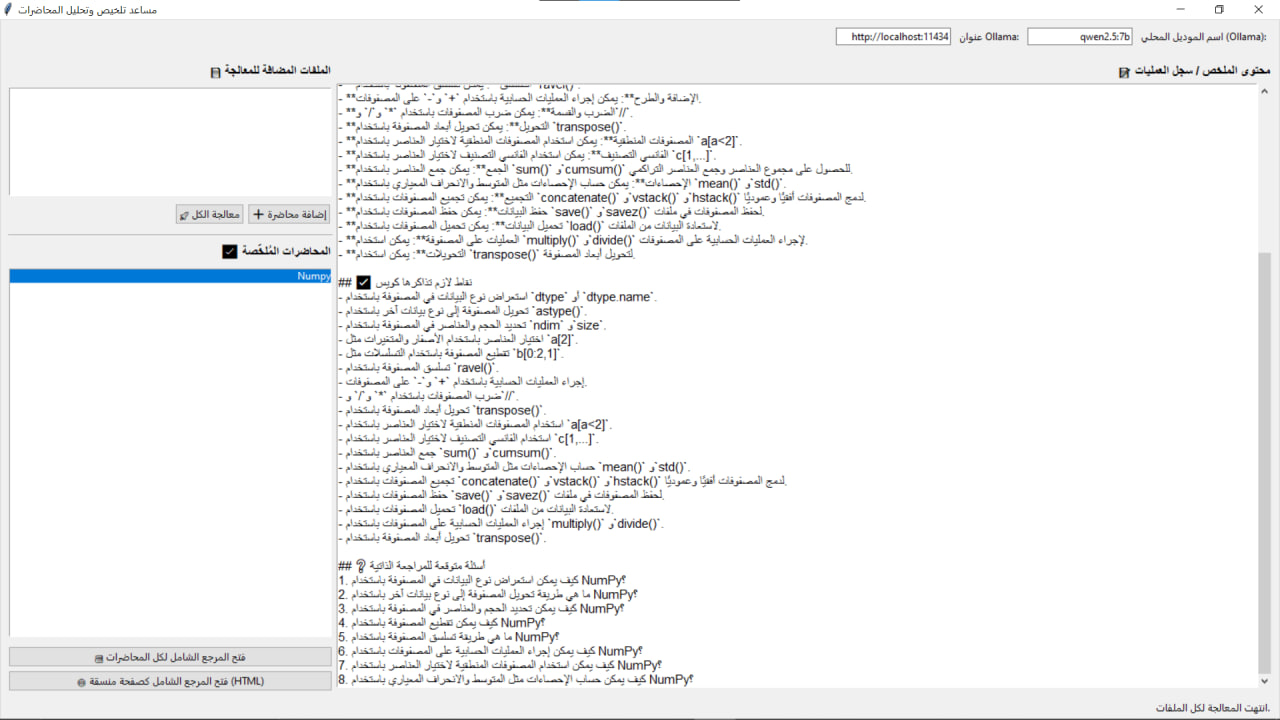 مساعد تلخيص وتحليل المحاضرات
اسم الموديل المحلي (Ollama):
qwen2.5:7b
عنوان Ollama:
http://localhost:11434
محتوى الملخص / سجل العمليات
الملفات المضافة للمعالجة
إضافة محاضرة
معالجة الكل
المحاضرات المُلخّصة
Numpy
فتح المرجع الشامل لكل المحاضرات
فتح المرجع الشامل كصفحة منسقة (HTML)
- **الإضافة والطرح**: يمكن إجراء العمليات الحسابية باستخدام `+` و`-` على المصفوفات.
- **الضرب والقسمة**: يمكن ضرب المصفوفات باستخدام `*` و`/` و`//`.
- **التحويل**: يمكن تحويل أبعاد المصفوفة باستخدام `transpose()`.
- **المصفوفات المنطقية**: يمكن استخدام المصفوفات المنطقية لاختيار العناصر باستخدام `a[a<2]`.
- **الفانسي التصنيف**: يمكن استخدام الفانسي التصنيف لاختيار العناصر باستخدام `c[1,...]`.
- **الجمع**: يمكن جمع العناصر باستخدام `sum()` و`cumsum()` للحصول على مجموع العناصر وجمع العناصر التراكمي.
- **الإحصاءات**: يمكن حساب الإحصاءات مثل المتوسط والانحراف المعياري باستخدام `mean()` و`std()`.
- **التجميع**: يمكن تجميع المصفوفات باستخدام `concatenate()` و`vstack()` و`hstack()` لدمج المصفوفات أفقيًّا وعموديًّا.
- **حفظ البيانات**: يمكن حفظ المصفوفات باستخدام `save()` و`savez()` لحفظ المصفوفات في ملفات.
- **تحميل البيانات**: يمكن تحميل المصفوفات باستخدام `load()` لاستعادة البيانات من الملفات.
- **العمليات على المصفوفة**: يمكن استخدام `multiply()` و`divide()` لإجراء العمليات الحسابية على المصفوفات.
- **التحويلات**: يمكن استخدام `transpose()` لتحويل أبعاد المصفوفة.
## ✅ نقاط لازم تذاكرها كويس
- استعراض نوع البيانات في المصفوفة باستخدام `dtype` أو `dtype.name`.
- تحويل المصفوفة إلى نوع بيانات آخر باستخدام `astype()`.
- تحديد الحجم والعناصر في المصفوفة باستخدام `ndim` و`size`.
- اختيار العناصر باستخدام الأصفار والمتغيرات مثل `a[2]`.
- تقطيع المصفوفة باستخدام التسلسلات مثل `b[0:2,1]`.
- تسلسق المصفوفة باستخدام `ravel()`.
- إجراء العمليات الحسابية باستخدام `+` و`-` على المصفوفات.
- ضرب المصفوفات باستخدام `*` و`/` و`//`.
- تحويل أبعاد المصفوفة باستخدام `transpose()`.
- استخدام المصفوفات المنطقية لاختيار العناصر باستخدام `a[a<2]`.
- استخدام الفانسي التصنيف لاختيار العناصر باستخدام `c[1,...]`.
- جمع العناصر باستخدام `sum()` و`cumsum()`.
- حساب الإحصاءات مثل المتوسط والانحراف المعياري باستخدام `mean()` و`std()`.
- تجميع المصفوفات باستخدام `concatenate()` و`vstack()` و`hstack()` لدمج المصفوفات أفقيًّا وعموديًّا.
- حفظ المصفوفات باستخدام `save()` و`savez()` لحفظ المصفوفات في ملفات.
- تحميل المصفوفات باستخدام `load()` لاستعادة البيانات من الملفات.
- إجراء العمليات الحسابية على المصفوفات باستخدام `multiply()` و`divide()`.
- تحويل أبعاد المصفوفة باستخدام `transpose()`.
## ❓ أسئلة متوقعة للمراجعة الذاتية
1. كيف يمكن استعراض نوع البيانات في المصفوفة باستخدام NumPy؟
2. ما هي طريقة تحويل المصفوفة إلى نوع بيانات آخر باستخدام NumPy؟
3. كيف يمكن تحديد الحجم والعناصر في المصفوفة باستخدام NumPy؟
4. كيف يمكن تقطيع المصفوفة باستخدام NumPy؟
5. ما هي طريقة تسلسق المصفوفة باستخدام NumPy؟
6. كيف يمكن إجراء العمليات الحسابية على المصفوفات باستخدام NumPy؟
7. كيف يمكن استخدام المصفوفات المنطقية لاختيار العناصر باستخدام NumPy؟
8. كيف يمكن حساب الإحصاءات مثل المتوسط والانحراف المعياري باستخدام NumPy؟
انتهت المعالجة لكل الملفات.